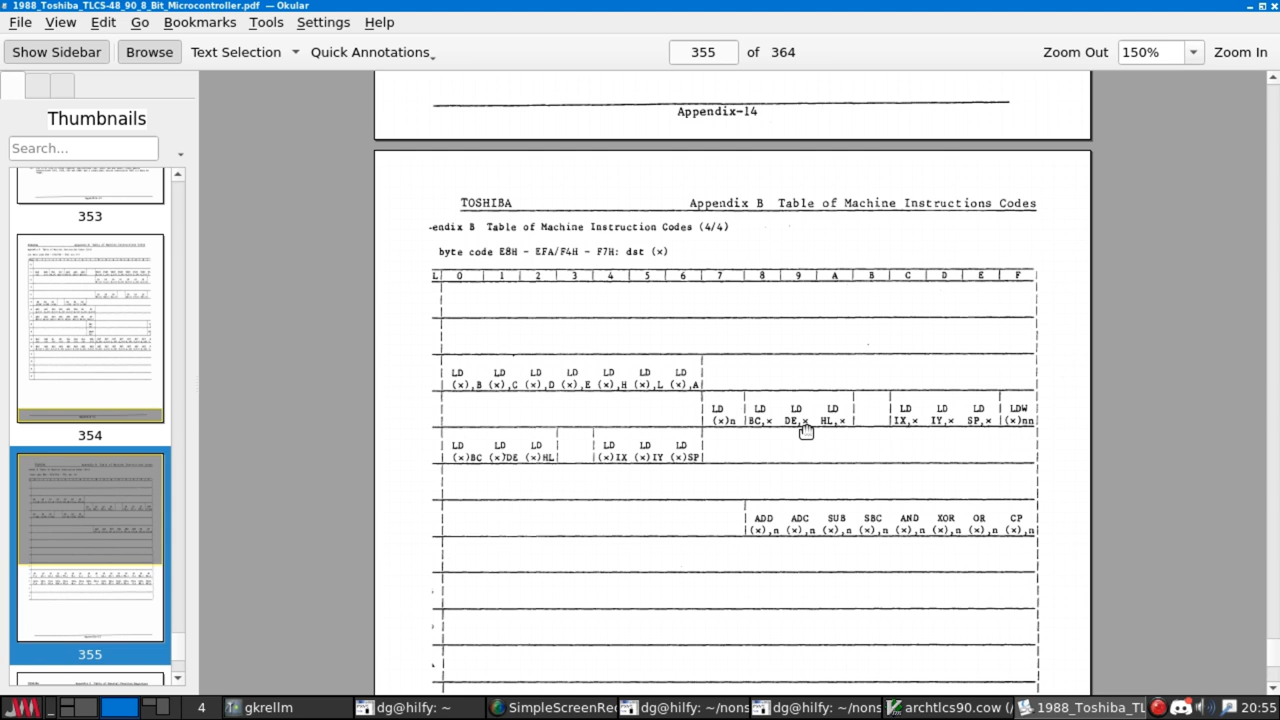 1988_Toshiba_TLCS-48_90_8_Bit_Microcontroller.pdf — Okular
File View Edit Go Bookmarks Tools Settings Help
Show Sidebar Browse Text Selection Quick Annotations 355 of 364 Zoom Out 150% Zoom In
Thumbnails
Search...
353
354
355
Appendix-14
TOSHIBA Appendix B Table of Machine Instructions Codes
-endix B Table of Machine Instruction Codes (4/4)
byte code E8H - EFA/F4H - F7H: dst (×)
L 0 1 2 3 4 5 6 7 8 9 A B C D E F
LD LD LD LD LD LD LD
(×),B (×),C (×),D (×),E (×),H (×),L (×),A
LD LD LD LD LD LD LD LDW
(×)n BC,× DE,× HL,× IX,× IY,× SP,× (×)nn
LD LD LD LD LD LD
(×)BC (×)DE (×)HL (×)IX (×)IY (×)SP
ADD ADC SUB SBC AND XOR OR CP
(×),n (×),n (×),n (×),n (×),n (×),n (×),n (×),n
4 gkrellm dg@hilfy: ~ SimpleScreenRec dg@hilfy: ~/nons dg@hilfy: ~/nons archtlcs90.cow (/ 1988_Toshiba_TL 20:55